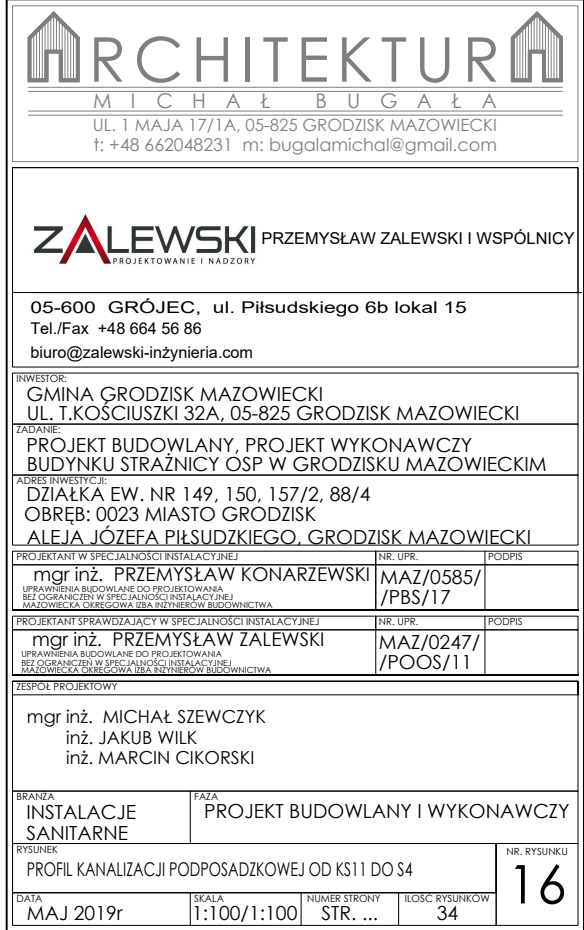 ARCHITEKTURA
MICHAŁ BUGAŁA
UL. 1 MAJA 17/1A, 05-825 GRODZISK MAZOWIECKI
t: +48 662048231 m: bugalamichal@gmail.com
ZALEWSKI PRZEMYSŁAW ZALEWSKI I WSPÓLNICY
PROJEKTOWANIE I NADZORY
05-600 GRÓJEC, ul. Piłsudskiego 6b lokal 15
Tel./Fax +48 664 56 86
biuro@zalewski-inżynieria.com
INWESTOR:
GMINA GRODZISK MAZOWIECKI
UL. T.KOŚCIUSZKI 32A, 05-825 GRODZISK MAZOWIECKI
ZADANIE:
PROJEKT BUDOWLANY, PROJEKT WYKONAWCZY
BUDYNKU STRAŻNICY OSP W GRODZISKU MAZOWIECKIM
ADRES INWESTYCJI:
DZIAŁKA EW. NR 149, 150, 157/2, 88/4
OBRĘB: 0023 MIASTO GRODZISK
ALEJA JÓZEFA PIŁSUDZKIEGO, GRODZISK MAZOWIECKI
PROJEKTANT W SPECJALNOŚCI INSTALACYJNEJ NR. UPR. PODPIS
mgr inż. PRZEMYSŁAW KONARZEWSKI MAZ/0585/
/PBS/17
UPRAWNIENIA BUDOWLANE DO PROJEKTOWANIA
BEZ OGRANICZEŃ W SPECJALNOŚCI INSTALACYJNEJ
MAZOWIECKA OKRĘGOWA IZBA INŻYNIERÓW BUDOWNICTWA
PROJEKTANT SPRAWDZAJĄCY W SPECJALNOŚCI INSTALACYJNEJ NR. UPR. PODPIS
mgr inż. PRZEMYSŁAW ZALEWSKI MAZ/0247/
/POOS/11
UPRAWNIENIA BUDOWLANE DO PROJEKTOWANIA
BEZ OGRANICZEŃ W SPECJALNOŚCI INSTALACYJNEJ
MAZOWIECKA OKRĘGOWA IZBA INŻYNIERÓW BUDOWNICTWA
ZESPÓŁ PROJEKTOWY
mgr inż. MICHAŁ SZEWCZYK
inż. JAKUB WILK
inż. MARCIN CIKORSKI
BRANŻA FAZA
INSTALACJE PROJEKT BUDOWLANY I WYKONAWCZY
SANITARNE
RYSUNEK NR. RYSUNKU
PROFIL KANALIZACJI PODPOSADZKOWEJ OD KS11 DO S4
16
DATA SKALA NUMER STRONY ILOŚĆ RYSUNKÓW
MAJ 2019r 1:100/1:100 STR. ... 34